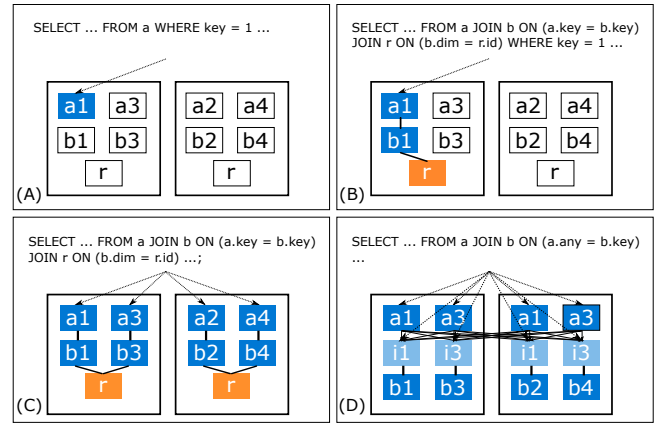 SELECT ... FROM a WHERE key = 1 ...
a1 a3 a2 a4
b1 b3 b2 b4
r r
(A)
SELECT ... FROM a JOIN b ON (a.key = b.key)
JOIN r ON (b.dim = r.id) WHERE key = 1 ...
a1 a3 a2 a4
b1 b3 b2 b4
r r
(B)
SELECT ... FROM a JOIN b ON (a.key = b.key)
JOIN r ON (b.dim = r.id) ...;
a1 a3 a2 a4
b1 b3 b2 b4
r r
(C)
SELECT ... FROM a JOIN b ON (a.any = b.key)
...
a1 a3 a1 a3
i1 i3 i1 i3
b1 b3 b2 b4
(D)